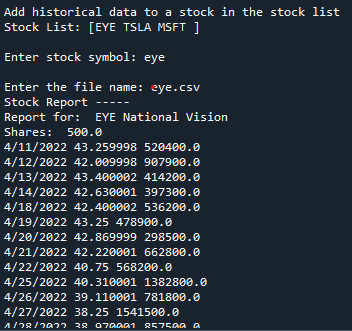 Add historical data to a stock in the stock list
Stock List: [EYE TSLA MSFT ]
Enter stock symbol: eye
Enter the file name: eye.csv
Stock Report -----
Report for:  EYE National Vision
Shares:  500.0
4/11/2022 43.259998 520400.0
4/12/2022 42.009998 907900.0
4/13/2022 43.400002 414200.0
4/14/2022 42.630001 397300.0
4/18/2022 42.400002 536200.0
4/19/2022 43.25 478900.0
4/20/2022 42.869999 298500.0
4/21/2022 42.220001 662800.0
4/22/2022 40.75 568200.0
4/25/2022 40.310001 1382800.0
4/26/2022 39.110001 781800.0
4/27/2022 38.25 1541500.0
4/28/2022 38.970001 857500.0